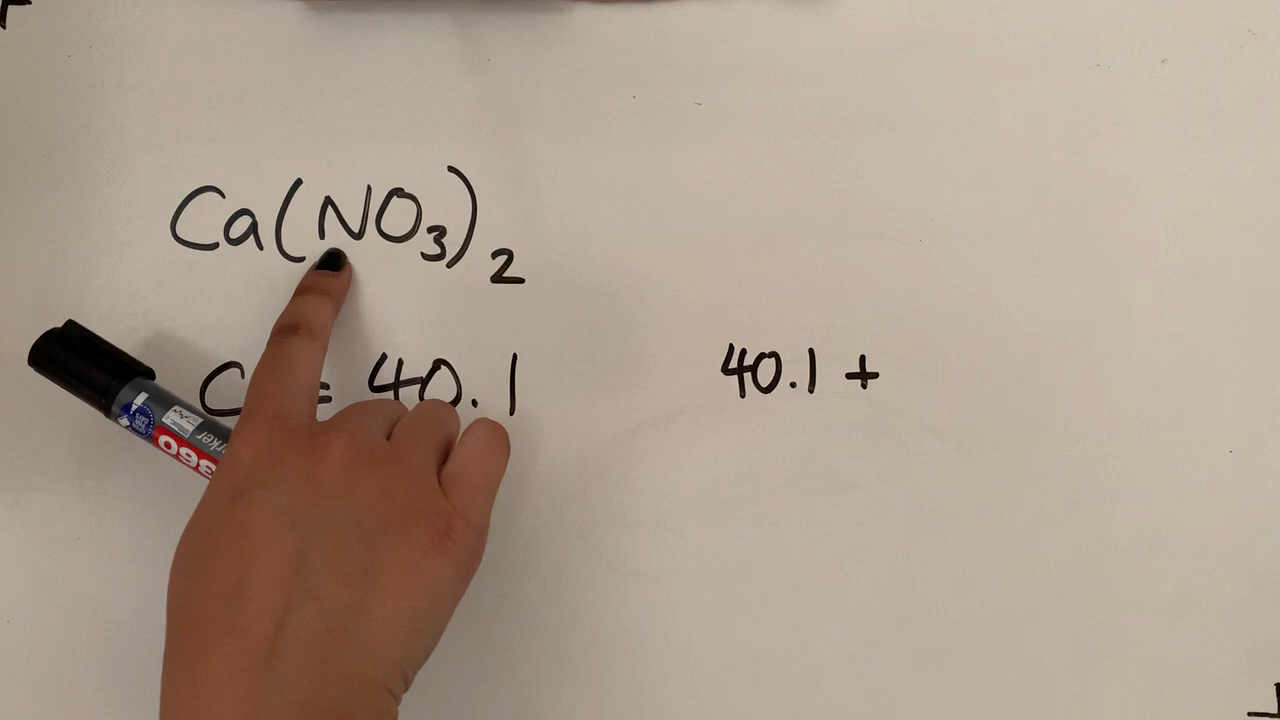 Ca(NO₃)₂
= 40.1
40.1 +
360